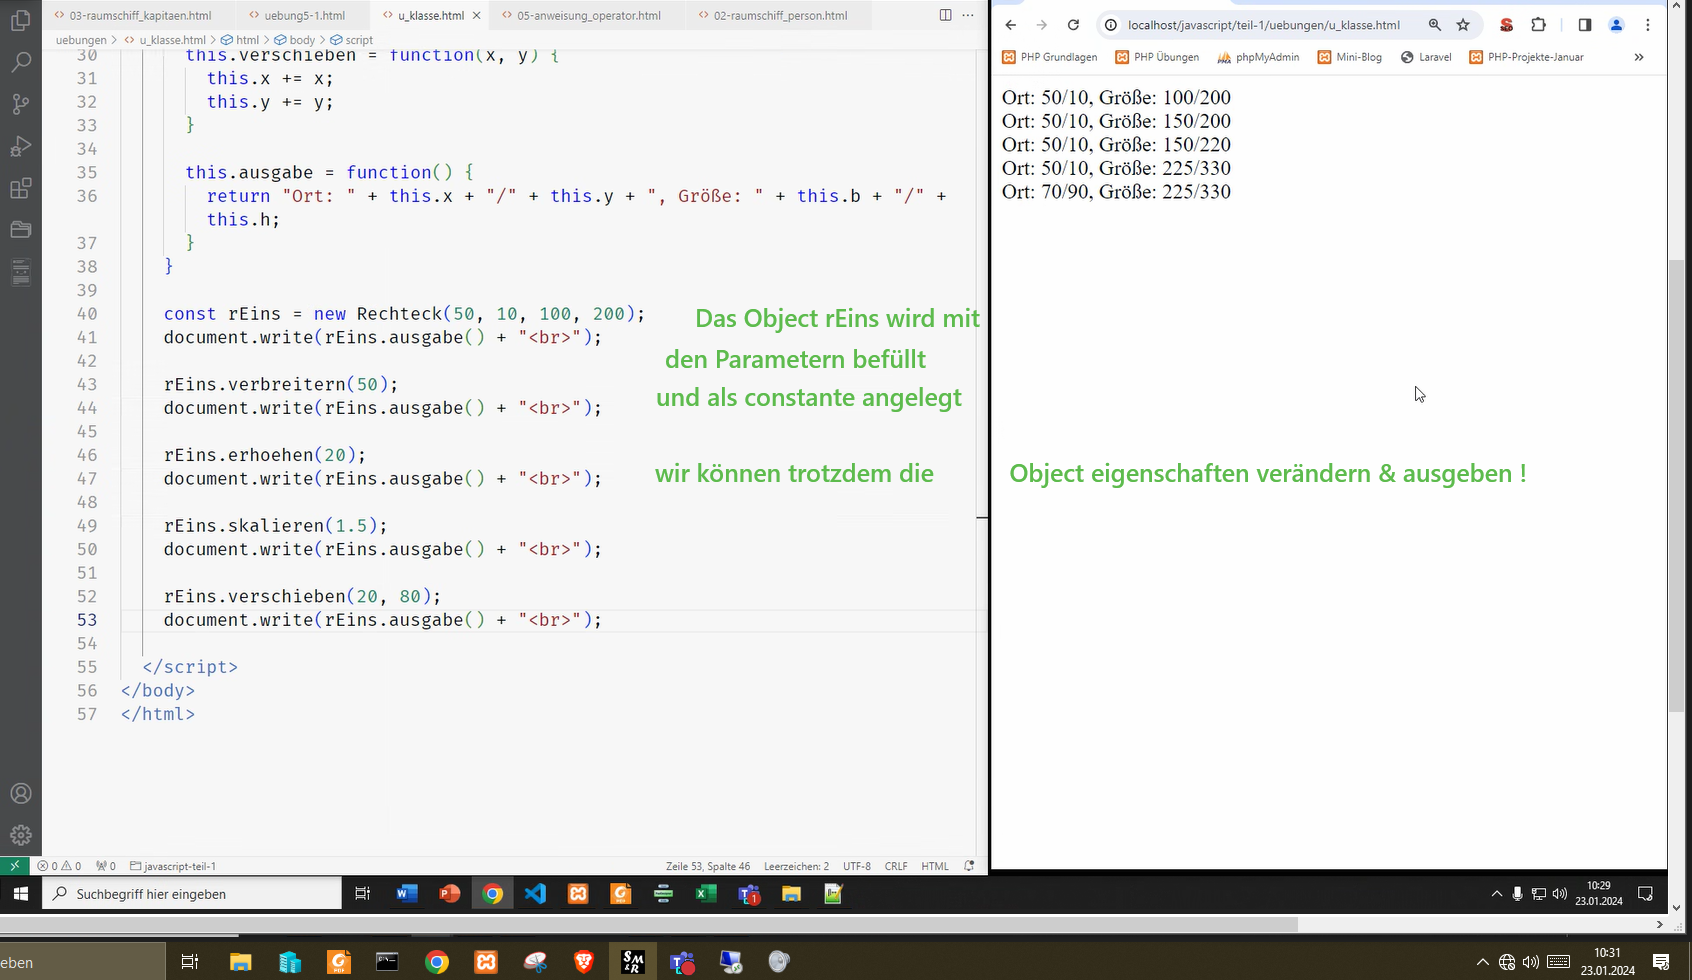 03-raumschiff_kapitaen.html
uebung5-1.html
u_klasse.html
05-anweisung_operator.html
02-raumschiff_person.html
uebungen > u_klasse.html > html > body > script
30 this.verschieben = function(x, y) {
31 this.x += x;
32 this.y += y;
33 }
34
35 this.ausgabe = function() {
36 return "Ort: " + this.x + "/" + this.y + ", Größe: " + this.b + "/" +
this.h;
37 }
38 }
39
40 const rEins = new Rechteck(50, 10, 100, 200);
41 document.write(rEins.ausgabe() + "<br>");
42
43 rEins.verbreitern(50);
44 document.write(rEins.ausgabe() + "<br>");
45
46 rEins.erhoehen(20);
47 document.write(rEins.ausgabe() + "<br>");
48
49 rEins.skalieren(1.5);
50 document.write(rEins.ausgabe() + "<br>");
51
52 rEins.verschieben(20, 80);
53 document.write(rEins.ausgabe() + "<br>");
54
55 </script>
56 </body>
57 </html>
Das Object rEins wird mit
den Parametern befüllt
und als constante angelegt
wir können trotzdem die Object eigenschaften verändern & ausgeben !
0 0 0 javascript-teil-1
Zeile 53, Spalte 46 Leerzeichen: 2 UTF-8 CRLF HTML
localhost/javascript/teil-1/uebungen/u_klasse.html
PHP Grundlagen PHP Übungen phpMyAdmin Mini-Blog Laravel PHP-Projekte-Januar »
Ort: 50/10, Größe: 100/200
Ort: 50/10, Größe: 150/200
Ort: 50/10, Größe: 150/220
Ort: 50/10, Größe: 225/330
Ort: 70/90, Größe: 225/330
Suchbegriff hier eingeben
10:29
23.01.2024
eben
10:31
23.01.2024